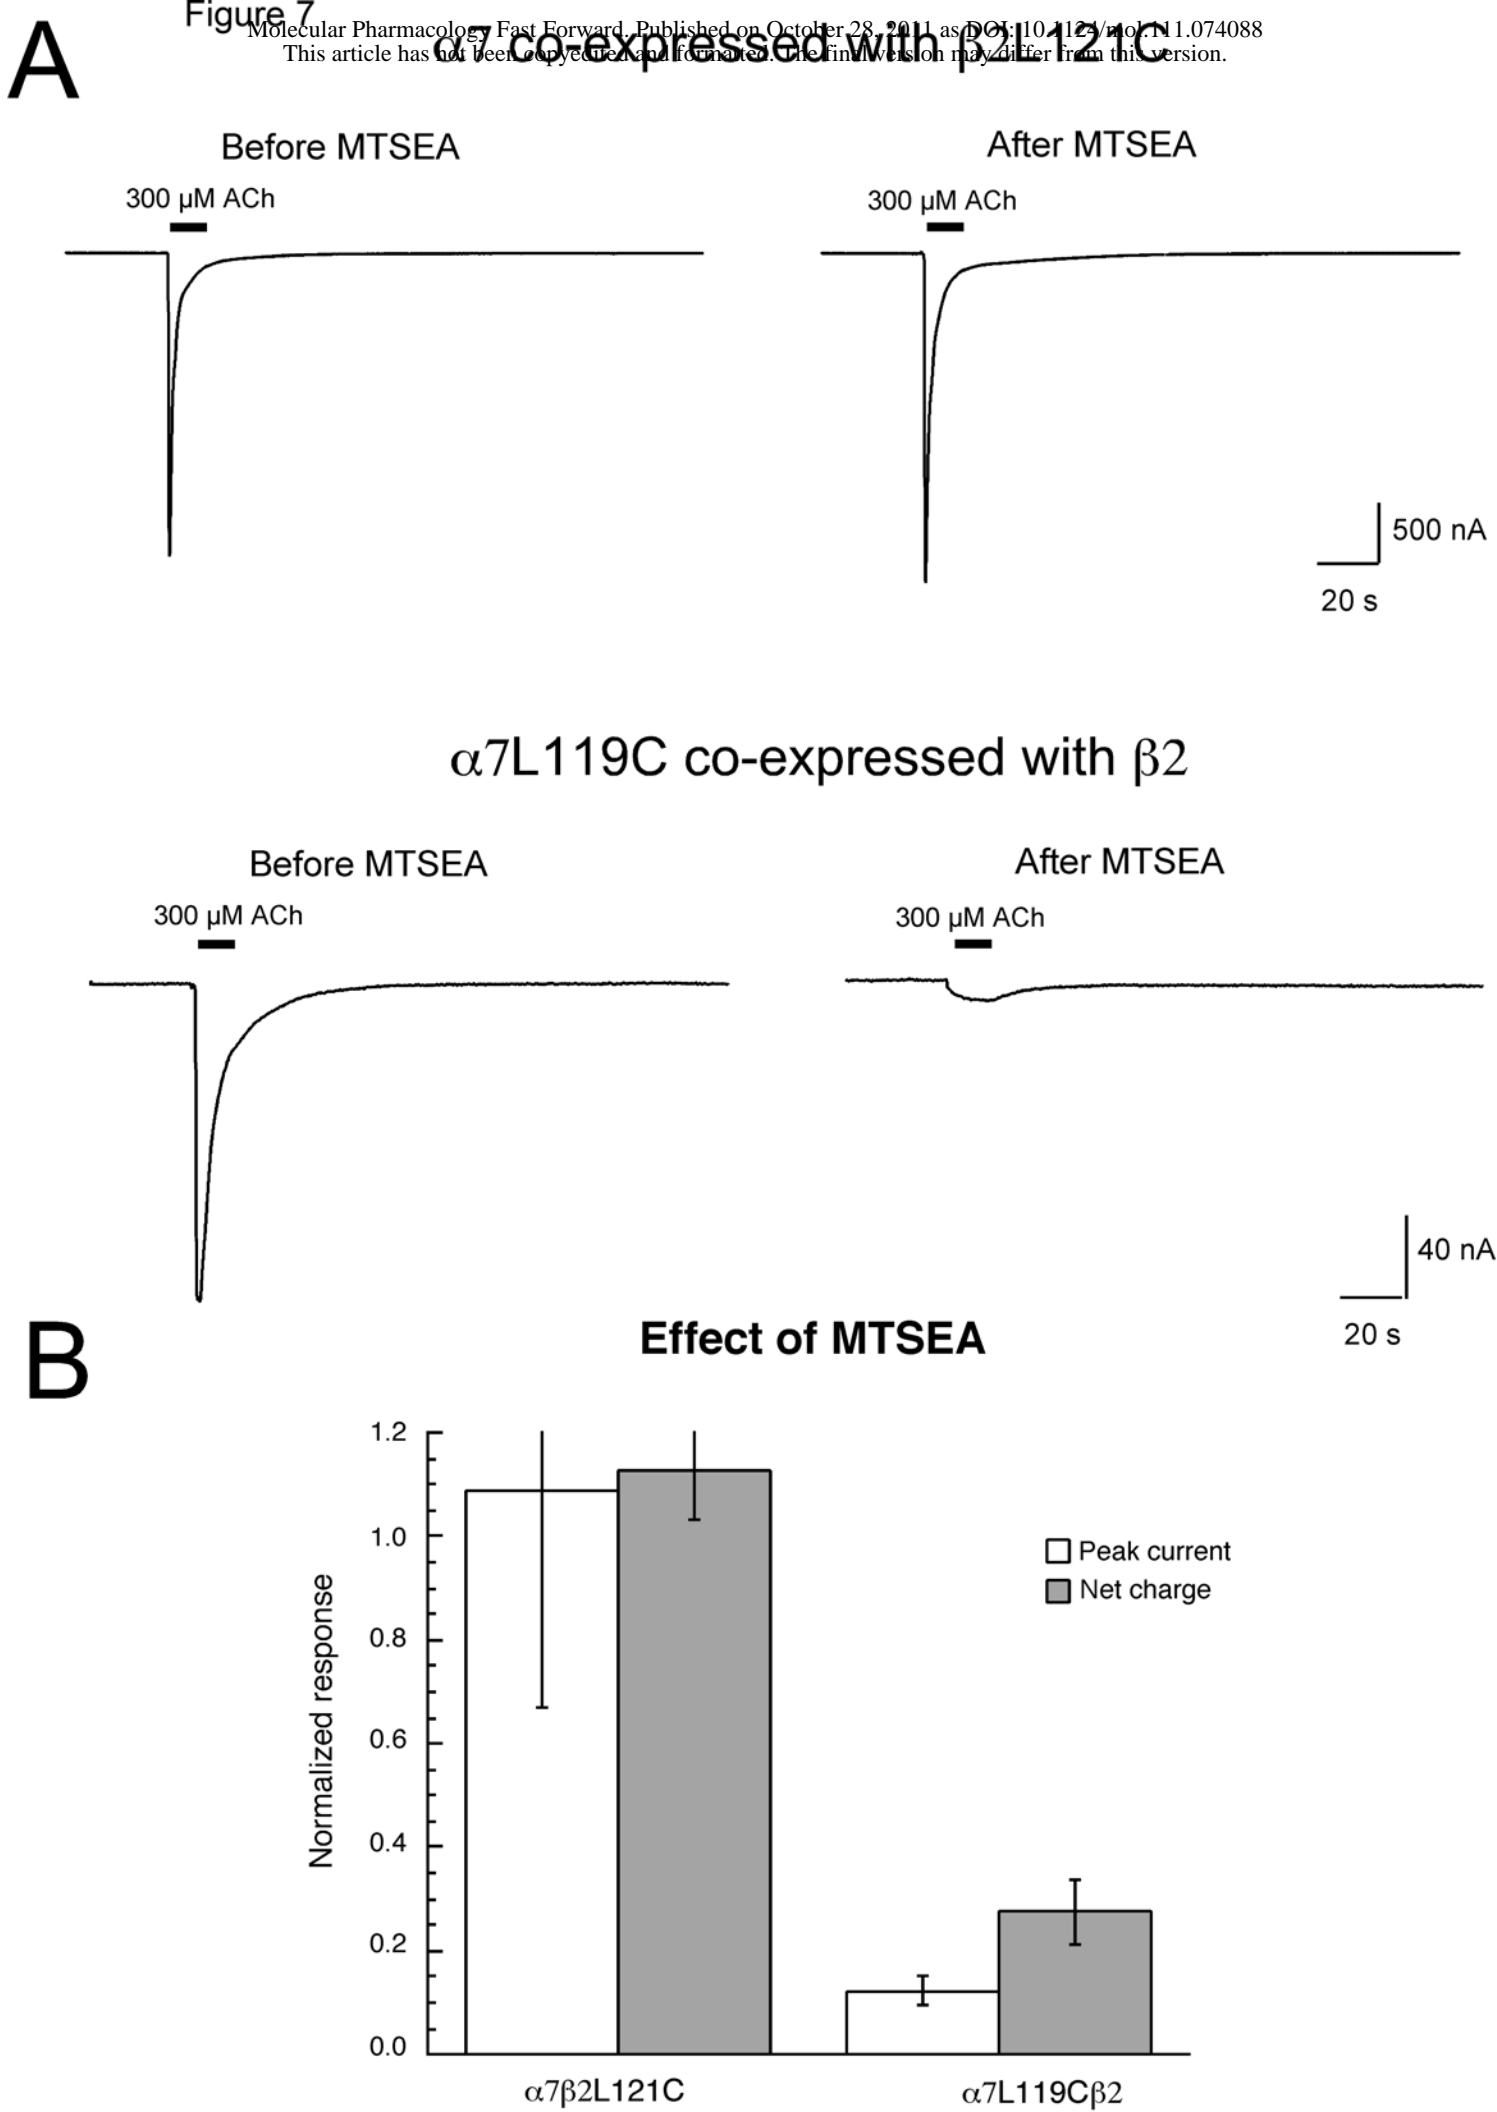 Figure 7
Molecular Pharmacology Fast Forward. Published on October 28, 2011 as DOI: 10.1124/mol.111.074088
This article has not been copyedited and formatted. The final version may differ from this version.
A
α7 co-expressed with β2L121C
Before MTSEA
After MTSEA
300 µM ACh
300 µM ACh
500 nA
20 s
α7L119C co-expressed with β2
Before MTSEA
After MTSEA
300 µM ACh
300 µM ACh
40 nA
20 s
B
Effect of MTSEA
1.2
1.0
0.8
0.6
0.4
0.2
0.0
Normalized response
Peak current
Net charge
α7β2L121C
α7L119Cβ2